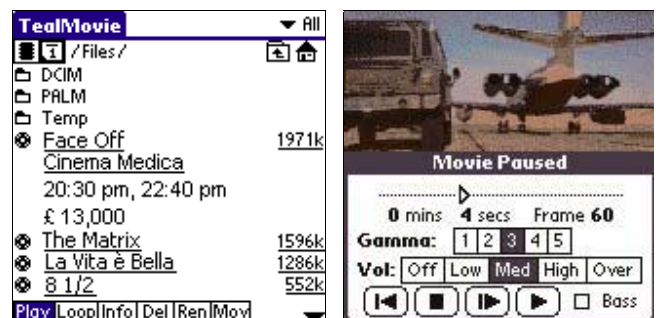 TealMovie All
1 /Files/
DCIM
PALM
Temp
Face Off 1971k
Cinema Medica
20:30 pm, 22:40 pm
£ 13,000
The Matrix 1596k
La Vita è Bella 1286k
8 1/2 552k
Play Loop Info Del Ren Mov
Movie Paused
0 mins 4 secs Frame 60
Gamma: 1 2 3 4 5
Vol: Off Low Med High Over
Bass